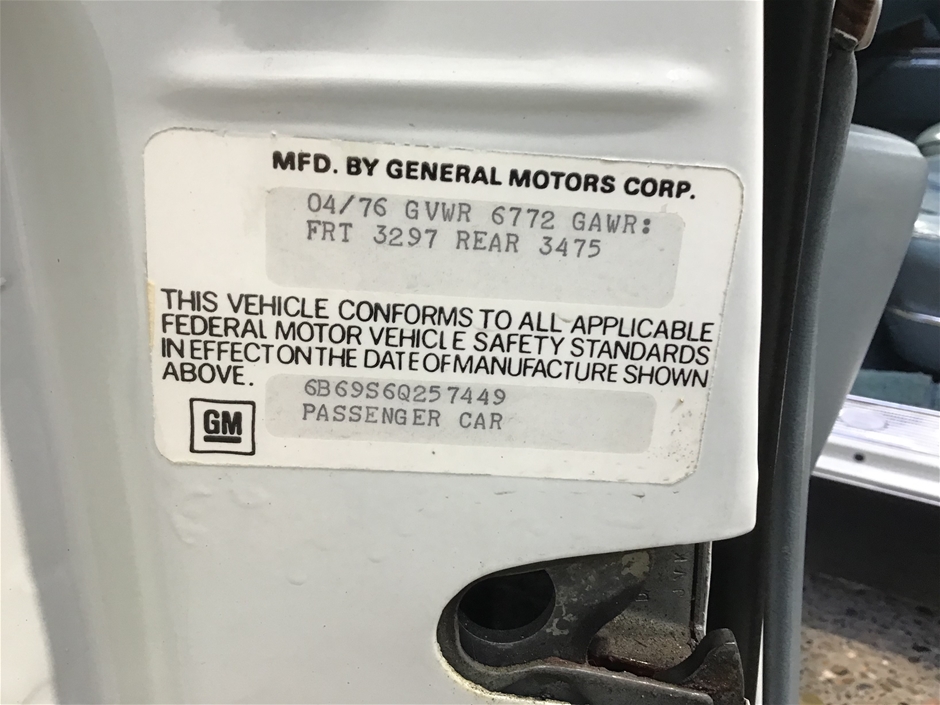 MFD. BY GENERAL MOTORS CORP.
04/76 GVWR 6772 GAWR:
FRT 3297 REAR 3475
THIS VEHICLE CONFORMS TO ALL APPLICABLE
FEDERAL MOTOR VEHICLE SAFETY STANDARDS
IN EFFECT ON THE DATE OF MANUFACTURE SHOWN
ABOVE.
6B69S6Q257449
PASSENGER CAR
GM